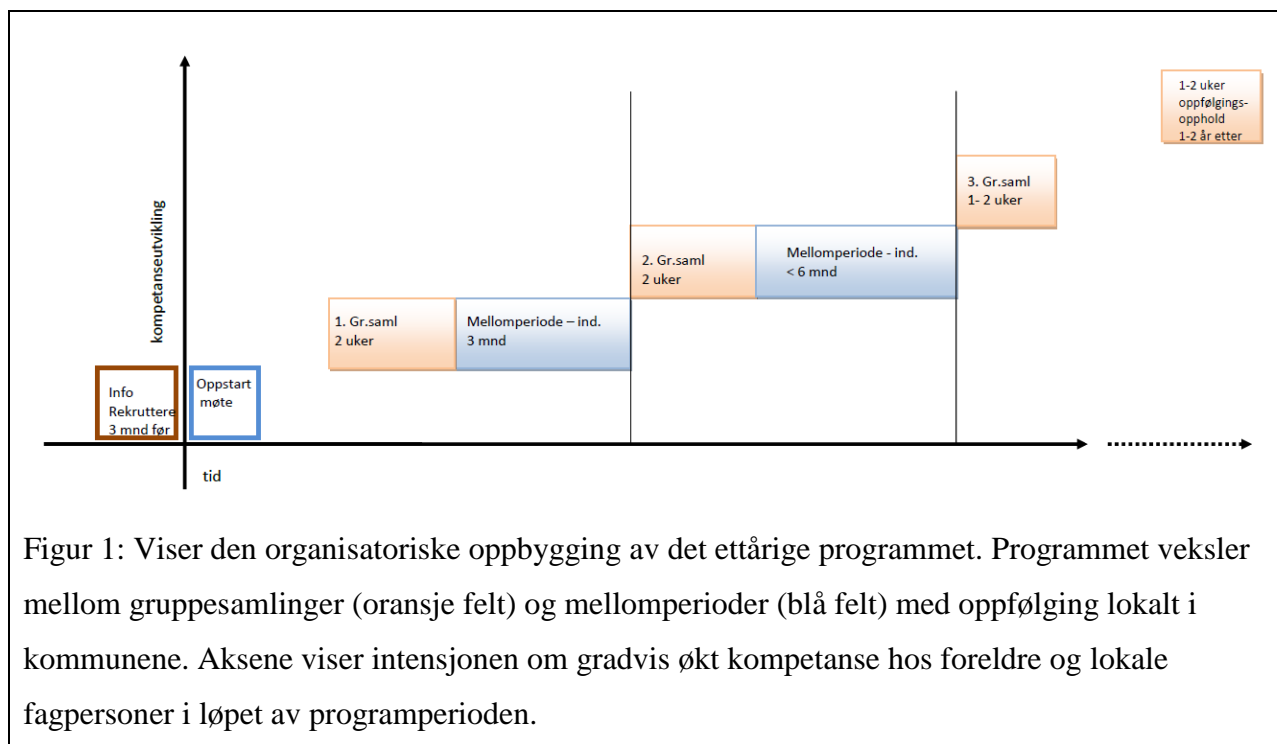 kompetanseutvikling
Info
Rekruttere
3 mnd før
Oppstart
møte
tid
1. Gr.saml
2 uker
Mellomperiode – ind.
3 mnd
2. Gr.saml
2 uker
Mellomperiode - ind.
< 6 mnd
3. Gr.saml
1- 2 uker
1-2 uker
oppfølgings-
opphold
1-2 år etter
Figur 1: Viser den organisatoriske oppbygging av det ettårige programmet. Programmet veksler
mellom gruppesamlinger (oransje felt) og mellomperioder (blå felt) med oppfølging lokalt i
kommunene. Aksene viser intensjonen om gradvis økt kompetanse hos foreldre og lokale
fagpersoner i løpet av programperioden.